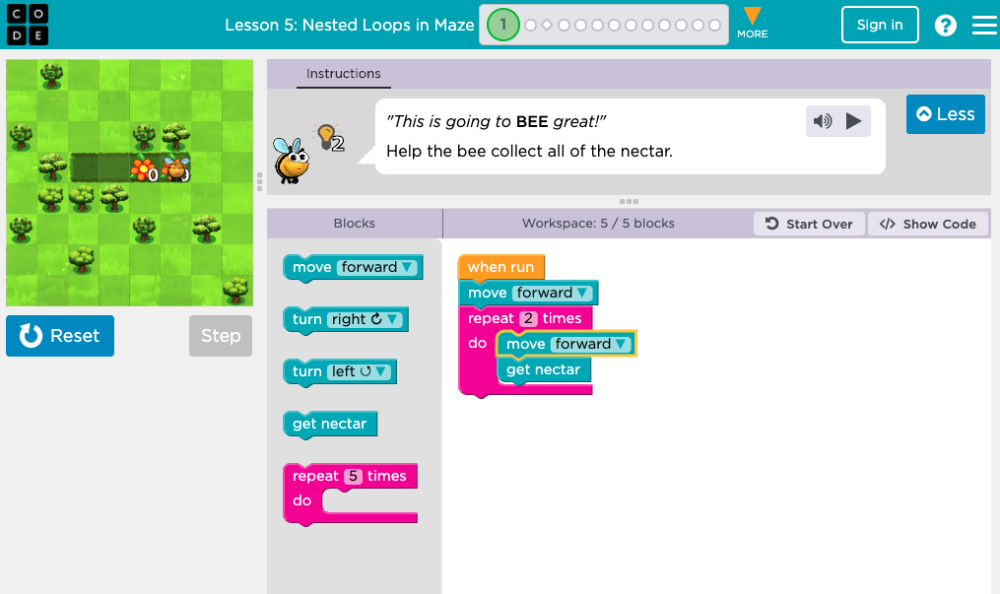 C O
D E
Lesson 5: Nested Loops in Maze
1
MORE
Sign in
?
Instructions
2
"This is going to BEE great!"
Help the bee collect all of the nectar.
Less
0
Blocks
Workspace: 5 / 5 blocks
Start Over
</> Show Code
Reset
Step
move forward
turn right
turn left
get nectar
repeat 5 times
do
when run
move forward
repeat 2 times
do move forward
get nectar